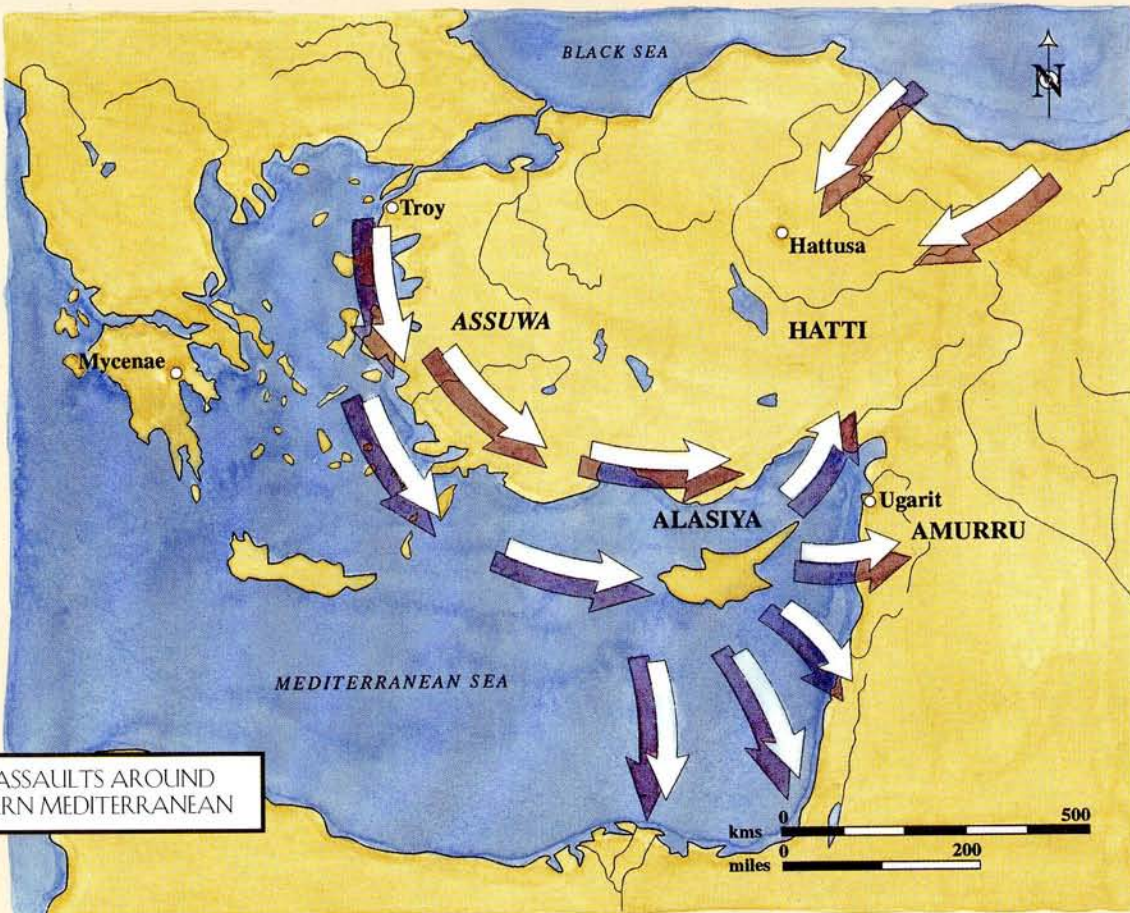 BLACK SEA
N
Troy
Hattusa
ASSUWA
HATTI
Mycenae
Ugarit
ALASIYA
AMURRU
MEDITERRANEAN SEA
ASSAULTS AROUND
RN MEDITERRANEAN
0 500
kms
miles
0 200